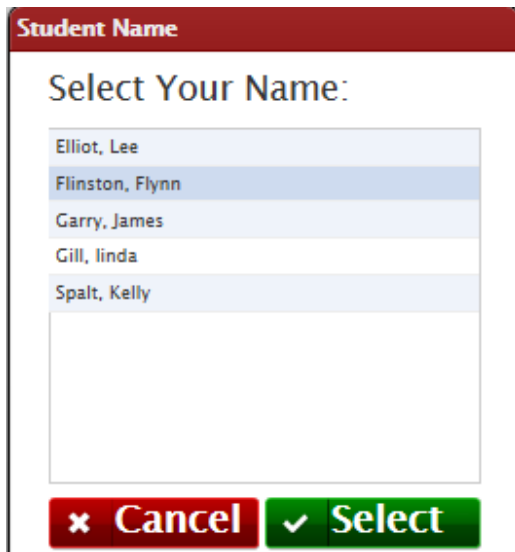 Student Name
Select Your Name:
Elliot, Lee
Flinston, Flynn
Garry, James
Gill, linda
Spalt, Kelly
Cancel Select